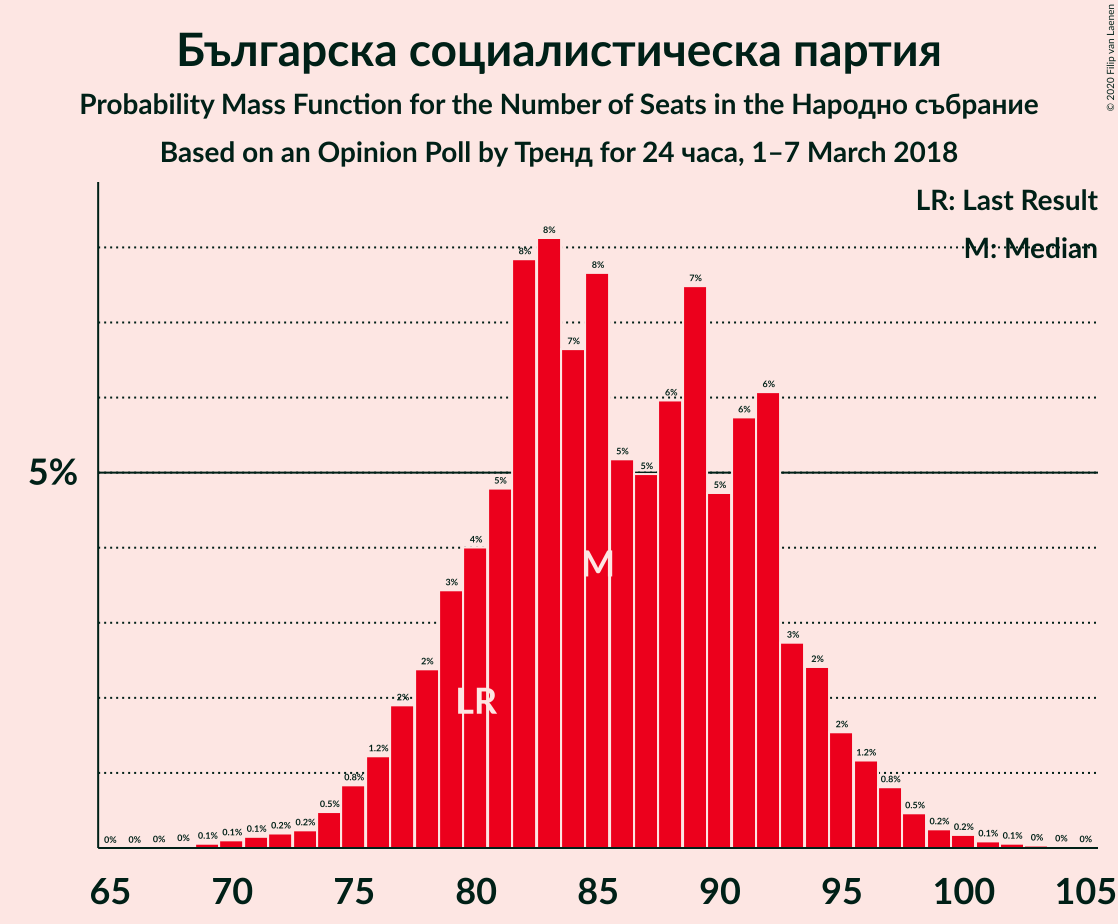 Българска социалистическа партия
Probability Mass Function for the Number of Seats in the Народно събрание
Based on an Opinion Poll by Тренд for 24 часа, 1–7 March 2018
© 2020 Filip van Laenen
LR: Last Result
M: Median
5%
0% 0% 0% 0% 0.1% 0.1% 0.1% 0.2% 0.2% 0.5% 0.8% 1.2% 2% 2% 3% 4% 5% 8% 8% 7% 8% 5% 5% 6% 7% 5% 6% 6% 3% 2% 2% 1.2% 0.8% 0.5% 0.2% 0.2% 0.1% 0.1% 0% 0% 0%
M
LR
65 70 75 80 85 90 95 100 105